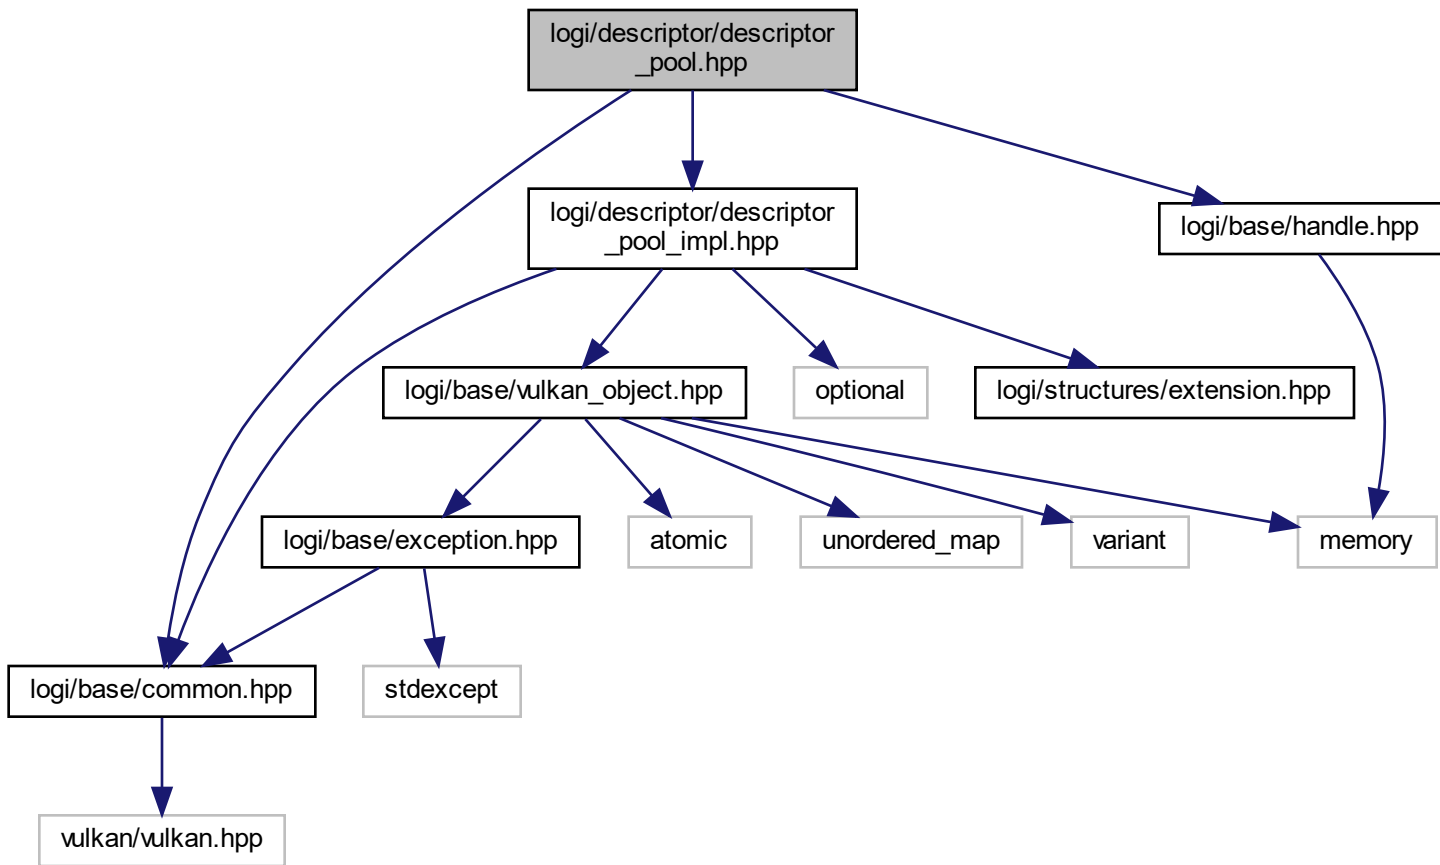 logi/descriptor/descriptor
_pool.hpp
logi/descriptor/descriptor
_pool_impl.hpp
logi/base/handle.hpp
logi/base/vulkan_object.hpp
optional
logi/structures/extension.hpp
logi/base/exception.hpp
atomic
unordered_map
variant
memory
logi/base/common.hpp
stdexcept
vulkan/vulkan.hpp